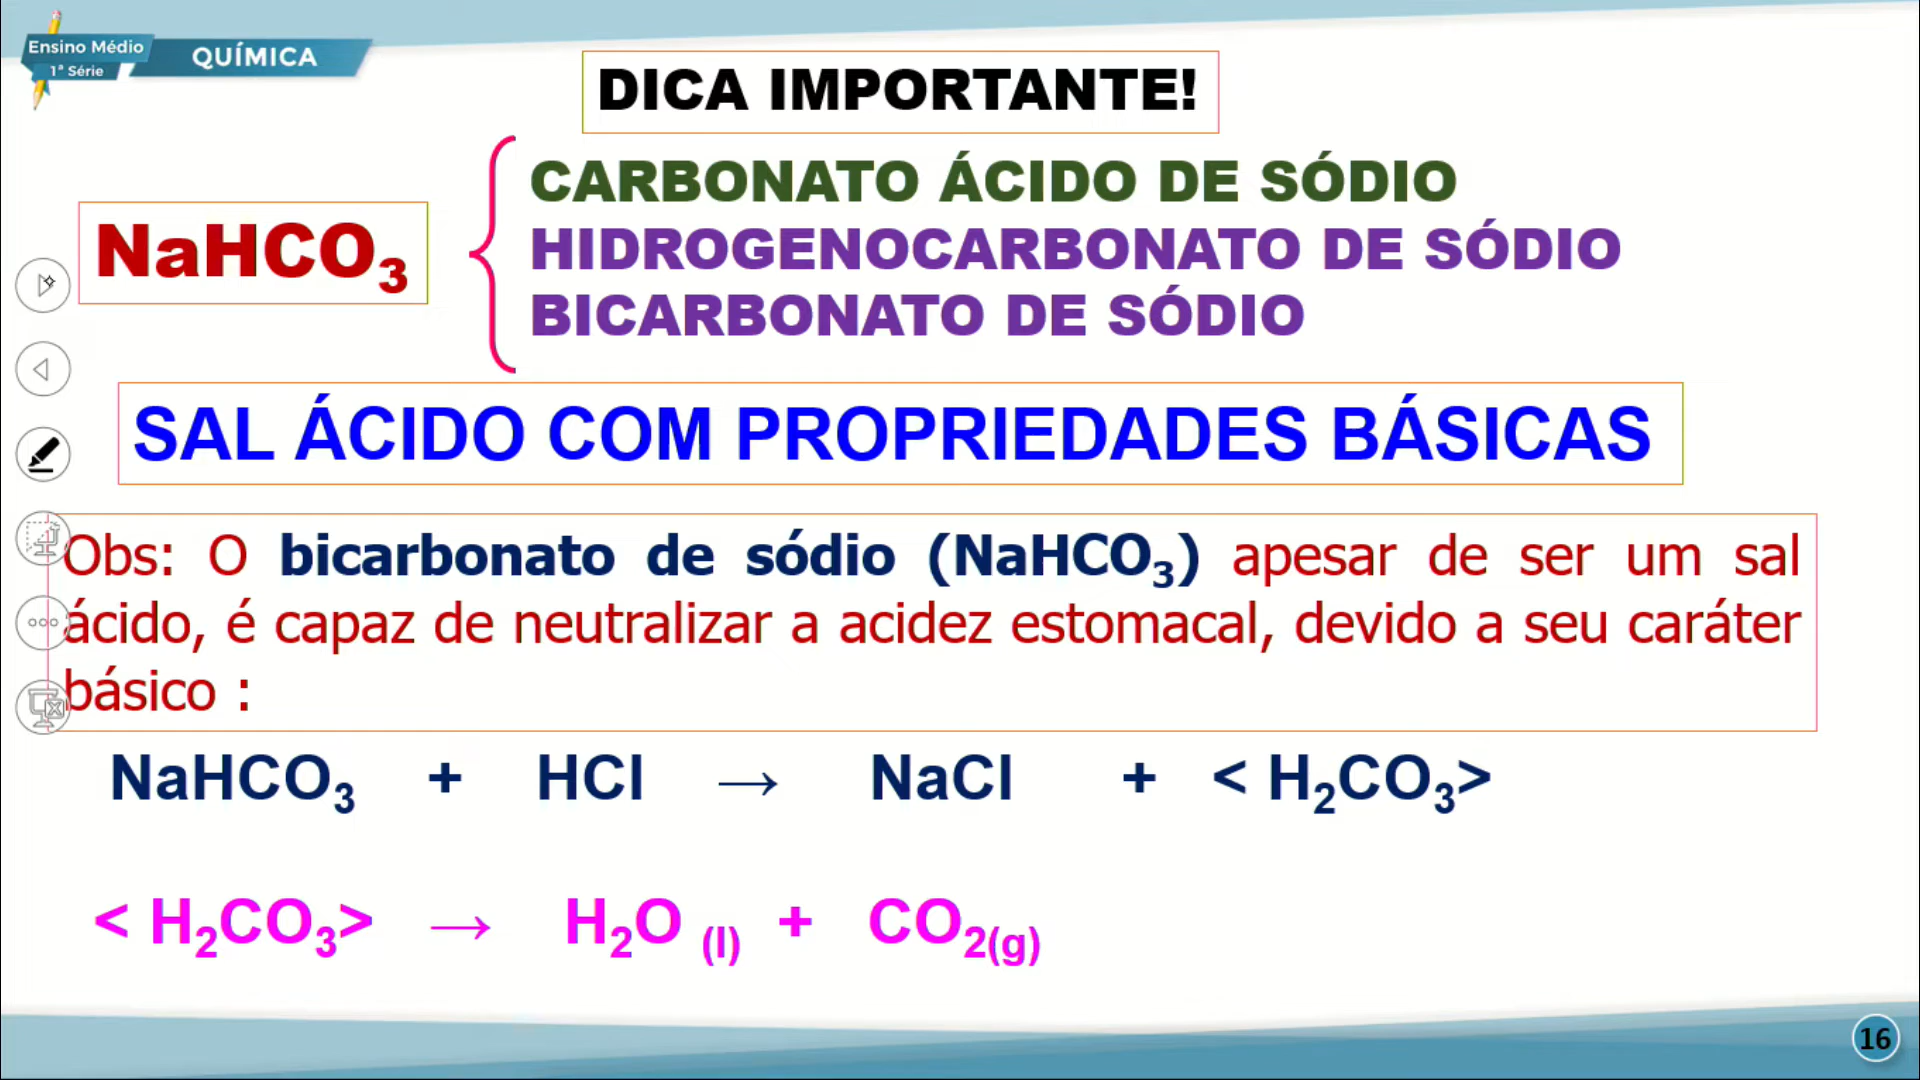 Ensino Médio
1ª Série
QUÍMICA
DICA IMPORTANTE!
NaHCO₃
CARBONATO ÁCIDO DE SÓDIO
HIDROGENOCARBONATO DE SÓDIO
BICARBONATO DE SÓDIO
SAL ÁCIDO COM PROPRIEDADES BÁSICAS
Obs: O bicarbonato de sódio (NaHCO₃) apesar de ser um sal
ácido, é capaz de neutralizar a acidez estomacal, devido a seu caráter
básico :
NaHCO₃ + HCl → NaCl + < H₂CO₃>
< H₂CO₃> → H₂O (l) + CO₂(g)
16